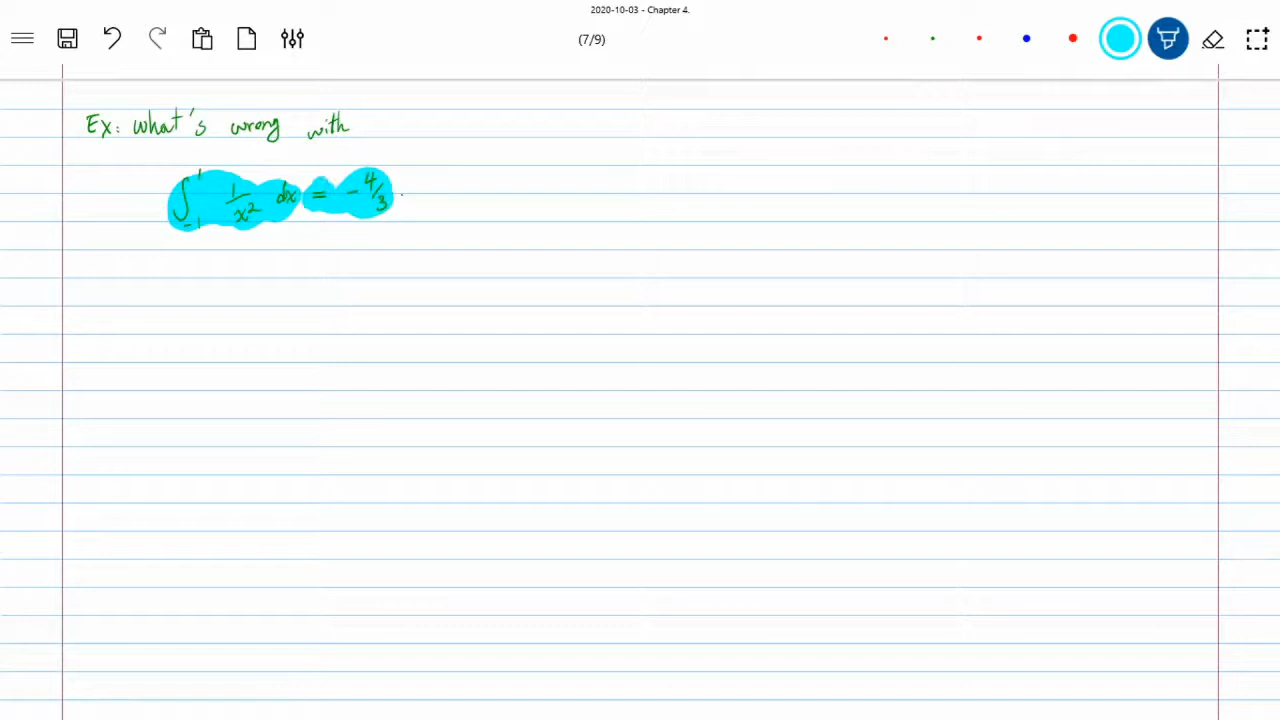 2020-10-03 - Chapter 4.
(7/9)
Ex: what's wrong with
∫_{-1}^{1} 1/x² dx = -4/3.